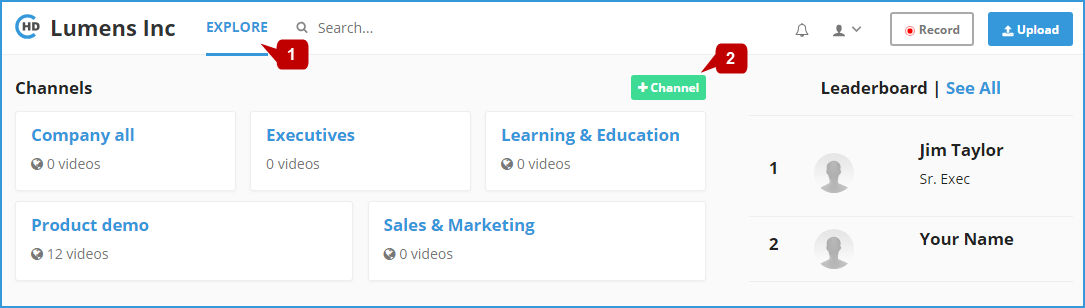 HD Lumens Inc EXPLORE Search... Record Upload
1
2
Channels + Channel Leaderboard | See All
Company all Executives Learning & Education
0 videos 0 videos 0 videos
Jim Taylor
1
Sr. Exec
Product demo Sales & Marketing
12 videos 0 videos
2 Your Name